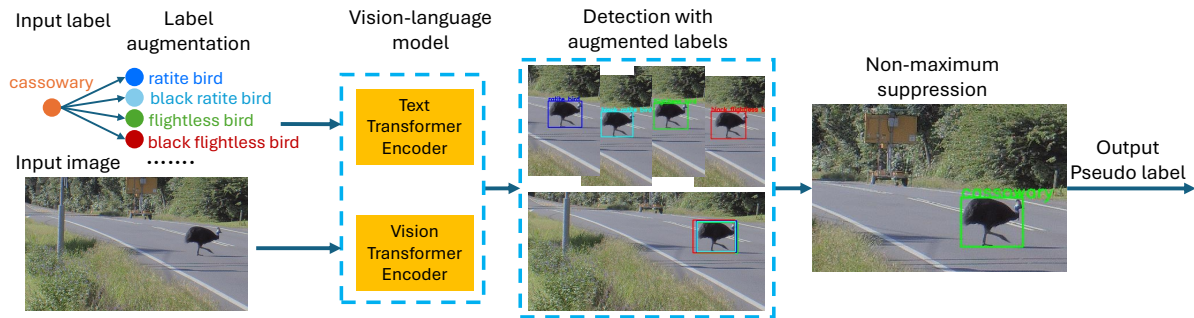 Input label
Label
augmentation
Vision-language
model
Detection with
augmented labels
Non-maximum
suppression
cassowary
ratite bird
black ratite bird
flightless bird
black flightless bird
.......
Input image
Text
Transformer
Encoder
Vision
Transformer
Encoder
ratite bird
cassowary
Output
Pseudo label